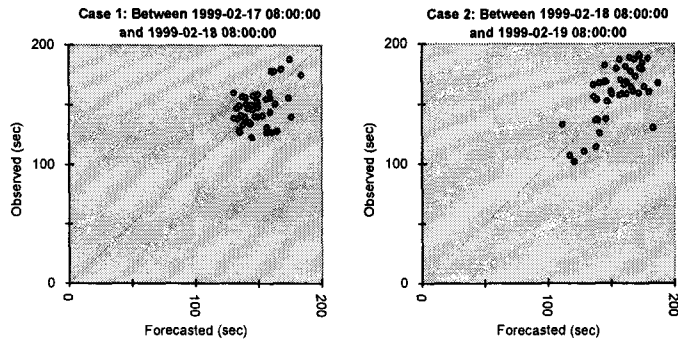 Case 1: Between 1999-02-17 08:00:00
and 1999-02-18 08:00:00
200
100
0
Observed (sec)
0
100
200
Forecasted (sec)
Case 2: Between 1999-02-18 08:00:00
and 1999-02-19 08:00:00
200
100
0
Observed (sec)
0
100
200
Forecasted (sec)